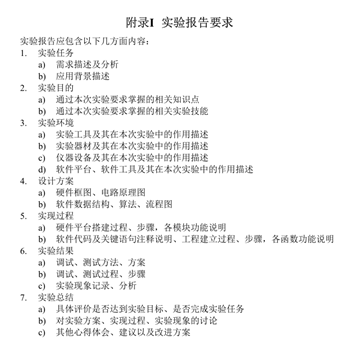 附录I 实验报告要求
实验报告应包含以下几方面内容：
1. 实验任务
a) 需求描述及分析
b) 应用背景描述
2. 实验目的
a) 通过本次实验要求掌握的相关知识点
b) 通过本次实验要求掌握的相关实验技能
3. 实验环境
a) 实验工具及其在本次实验中的作用描述
b) 实验器材及其在本次实验中的作用描述
c) 仪器设备及其在本次实验中的作用描述
d) 软件平台、软件工具及其在本次实验中的作用描述
4. 设计方案
a) 硬件框图、电路原理图
b) 软件数据结构、算法、流程图
5. 实现过程
a) 硬件平台搭建过程、步骤，各模块功能说明
b) 软件代码及关键语句注释说明、工程建立过程、步骤，各函数功能说明
6. 实验结果
a) 调试、测试方法、方案
b) 调试、测试过程、步骤
c) 实验现象记录、分析
7. 实验总结
a) 具体评价是否达到实验目标、是否完成实验任务
b) 对实验方案、实现过程、实验现象的讨论
c) 其他心得体会、建议以及改进方案